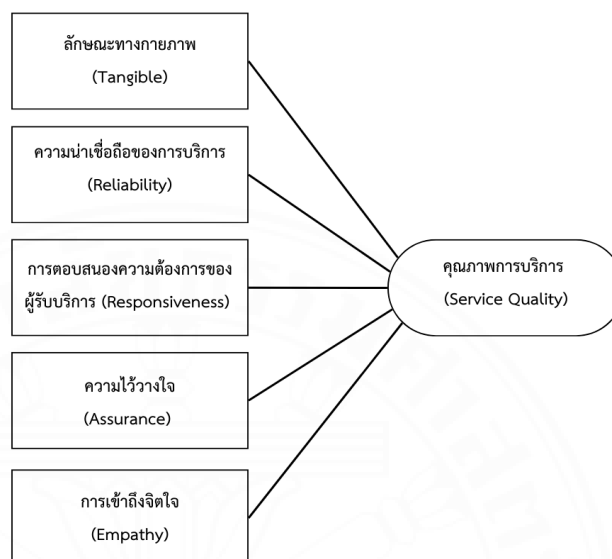 ลักษณะทางกายภาพ
(Tangible)
ความน่าเชื่อถือของการบริการ
(Reliability)
การตอบสนองความต้องการของ
ผู้รับบริการ (Responsiveness)
ความไว้วางใจ
(Assurance)
การเข้าถึงจิตใจ
(Empathy)
คุณภาพการบริการ
(Service Quality)